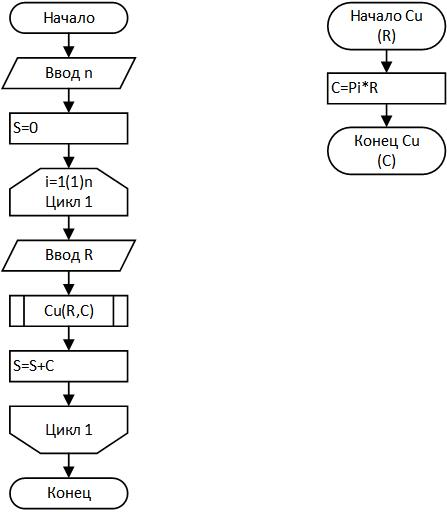 Начало
Ввод n
S=0
i=1(1)n
Цикл 1
Ввод R
Cu(R,C)
S=S+C
Цикл 1
Конец
Начало Cu
(R)
C=Pi*R
Конец Cu
(C)